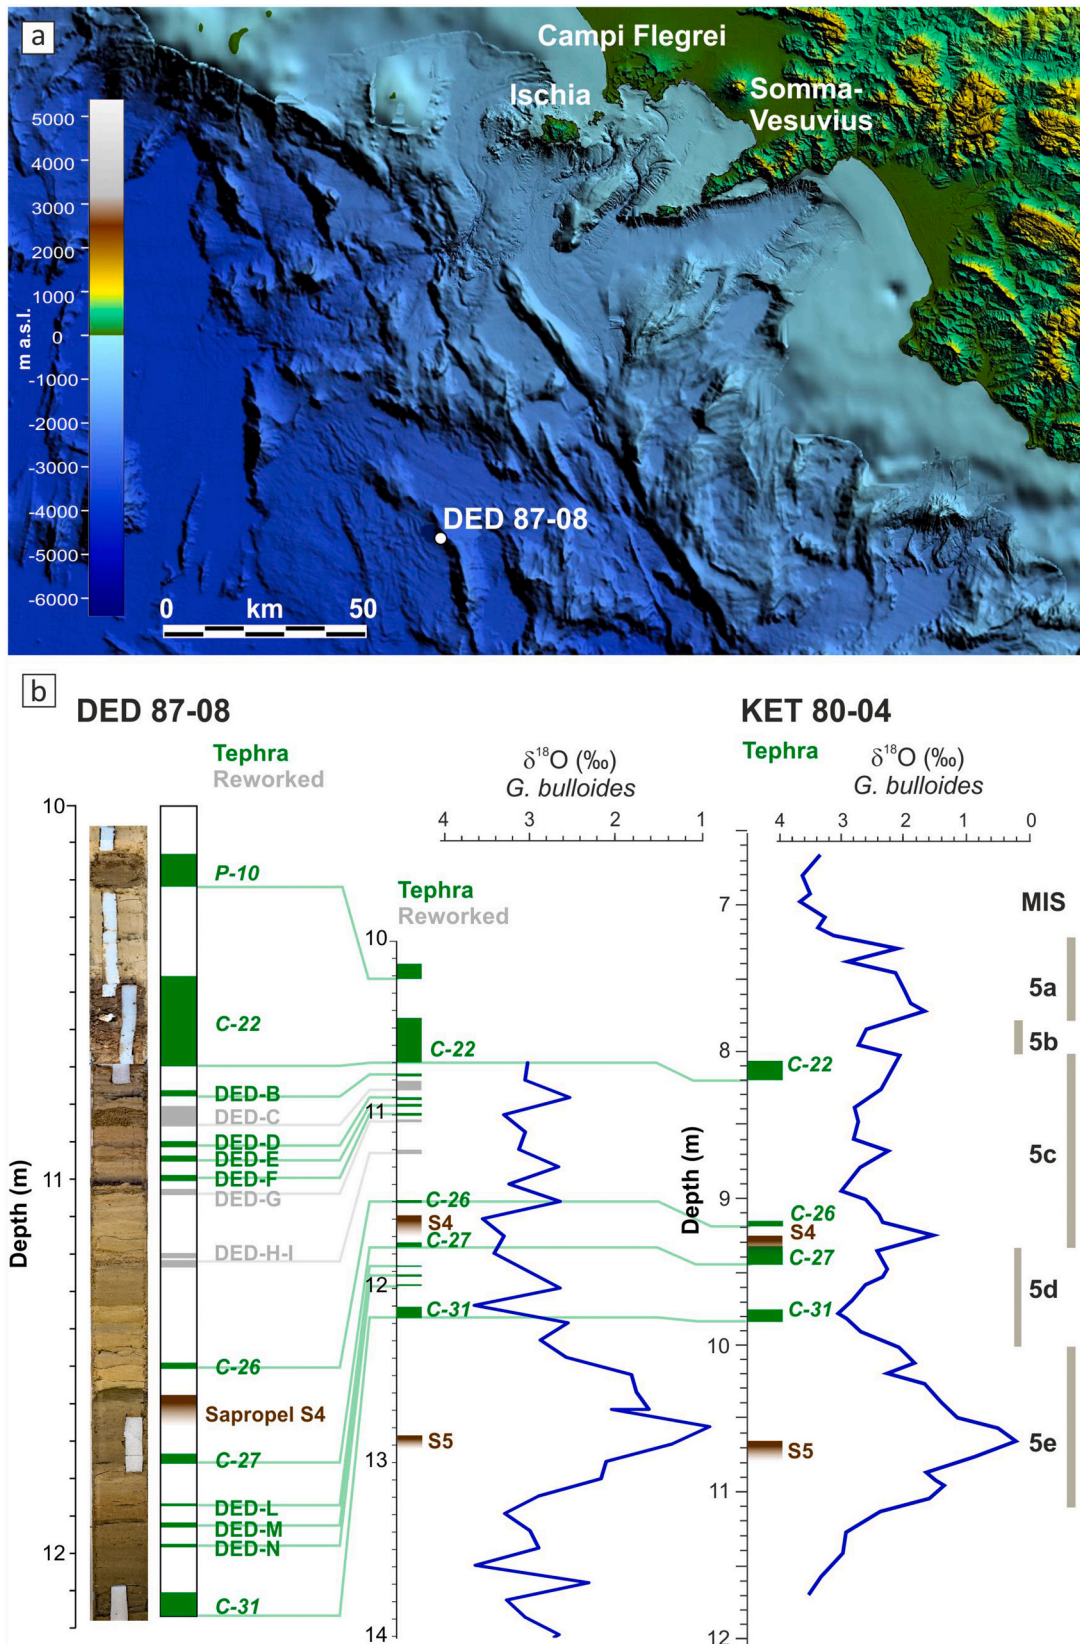 a
Campi Flegrei
Ischia
Somma-
Vesuvius
5000
4000
3000
2000
1000
0
-1000
-2000
-3000
-4000
-5000
-6000
m a.s.l.
DED 87-08
0 km 50
b
DED 87-08
KET 80-04
Tephra
Reworked
δ¹⁸O (‰)
G. bulloides
4 3 2 1
Tephra
δ¹⁸O (‰)
G. bulloides
4 3 2 1 0
Depth (m)
10
11
12
P-10
C-22
DED-B
DED-C
DED-D
DED-E
DED-F
DED-G
DED-H-I
C-26
Sapropel S4
C-27
DED-L
DED-M
DED-N
C-31
Tephra
Reworked
10
11
12
13
14
C-22
C-26
S4
C-27
C-31
S5
Depth (m)
7
8
9
10
11
12
C-22
C-26
S4
C-27
C-31
S5
MIS
5a
5b
5c
5d
5e